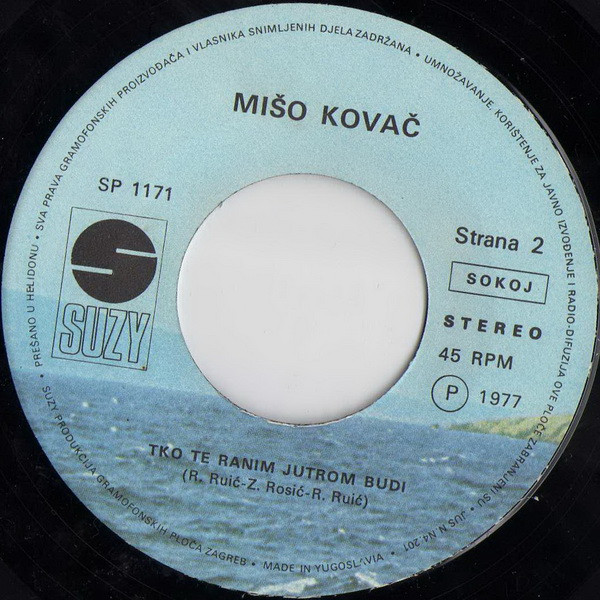 MIŠO KOVAČ
SP 1171
S
SUZY
Strana 2
SOKOJ
STEREO
45 RPM
P 1977
TKO TE RANIM JUTROM BUDI
(R. Ruić-Z. Rosić-R. Ruić)
SUZY PRODUKCIJA GRAMOFONSKIH PLOČA ZAGREB • MADE IN YUGOSLAVIA • PREŠANO U HELIDONU • SVA PRAVA GRAMOFONSKIH PROIZVOĐAČA I VLASNIKA SNIMLJENIH DJELA ZADRŽANA • UMNOŽAVANJE, KORIŠTENJE ZA JAVNO IZVOĐENJE I RADIO-DIFUZIJA OVE PLOČE ZABRANJENI SU • JUS N N4 201